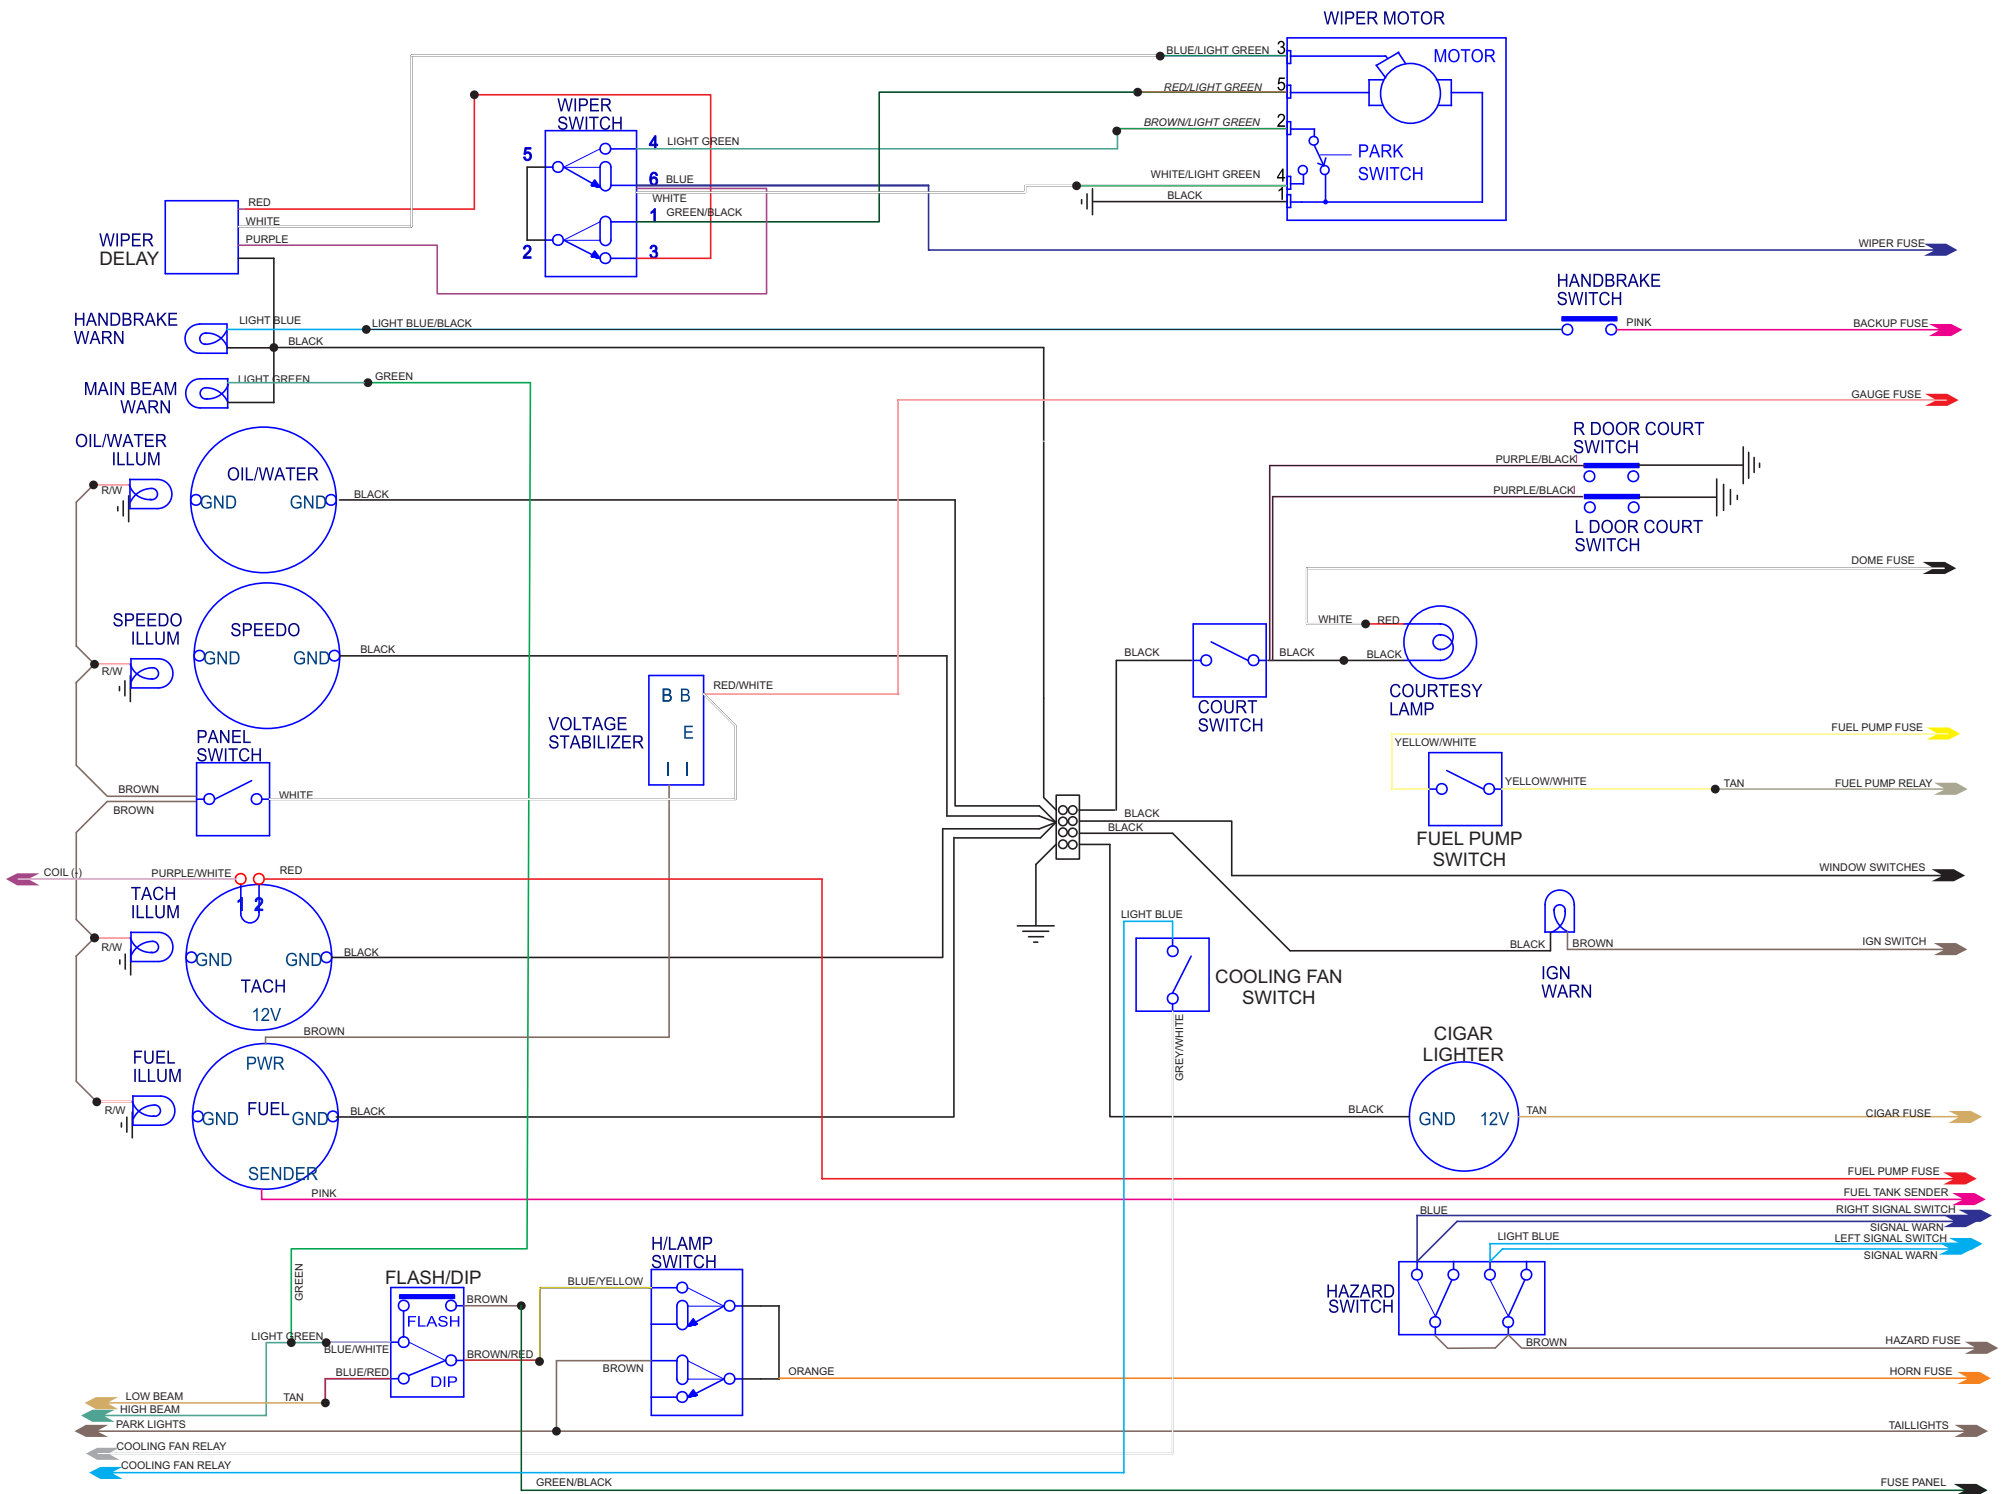 WIPER MOTOR
BLUE/LIGHT GREEN 3
MOTOR
RED/LIGHT GREEN 5
BROWN/LIGHT GREEN 2
PARK
SWITCH
WHITE/LIGHT GREEN 4
BLACK 1
WIPER
SWITCH
5
4 LIGHT GREEN
6 BLUE
WHITE
1 GREEN/BLACK
2
3
RED
WHITE
PURPLE
WIPER
DELAY
WIPER FUSE
HANDBRAKE
SWITCH
HANDBRAKE
WARN
LIGHT BLUE
LIGHT BLUE/BLACK
PINK
BACKUP FUSE
BLACK
MAIN BEAM
WARN
LIGHT GREEN
GREEN
GAUGE FUSE
OIL/WATER
ILLUM
R/W
OIL/WATER
GND
GND
BLACK
R DOOR COURT
SWITCH
PURPLE/BLACK
PURPLE/BLACK
L DOOR COURT
SWITCH
DOME FUSE
SPEEDO
ILLUM
R/W
SPEEDO
GND
GND
BLACK
WHITE
RED
BLACK
BLACK
BLACK
COURT
SWITCH
COURTESY
LAMP
RED/WHITE
B B
E
I I
VOLTAGE
STABILIZER
PANEL
SWITCH
BROWN
BROWN
WHITE
FUEL PUMP FUSE
YELLOW/WHITE
YELLOW/WHITE
TAN
FUEL PUMP RELAY
FUEL PUMP
SWITCH
BLACK
BLACK
WINDOW SWITCHES
COIL (-)
PURPLE/WHITE
RED
1 2
TACH
ILLUM
R/W
GND
GND
TACH
12V
BLACK
LIGHT BLUE
COOLING FAN
SWITCH
GREY/WHITE
BLACK
BROWN
IGN SWITCH
IGN
WARN
BROWN
FUEL
ILLUM
R/W
PWR
FUEL
GND
GND
SENDER
BLACK
CIGAR
LIGHTER
BLACK
GND
12V
TAN
CIGAR FUSE
FUEL PUMP FUSE
PINK
FUEL TANK SENDER
BLUE
RIGHT SIGNAL SWITCH
SIGNAL WARN
LIGHT BLUE
LEFT SIGNAL SWITCH
SIGNAL WARN
HAZARD
SWITCH
BROWN
HAZARD FUSE
H/LAMP
SWITCH
FLASH/DIP
BLUE/YELLOW
BROWN
FLASH
GREEN
LIGHT GREEN
BLUE/WHITE
BROWN/RED
BLUE/RED
DIP
BROWN
ORANGE
HORN FUSE
LOW BEAM
TAN
HIGH BEAM
PARK LIGHTS
TAILLIGHTS
COOLING FAN RELAY
COOLING FAN RELAY
GREEN/BLACK
FUSE PANEL